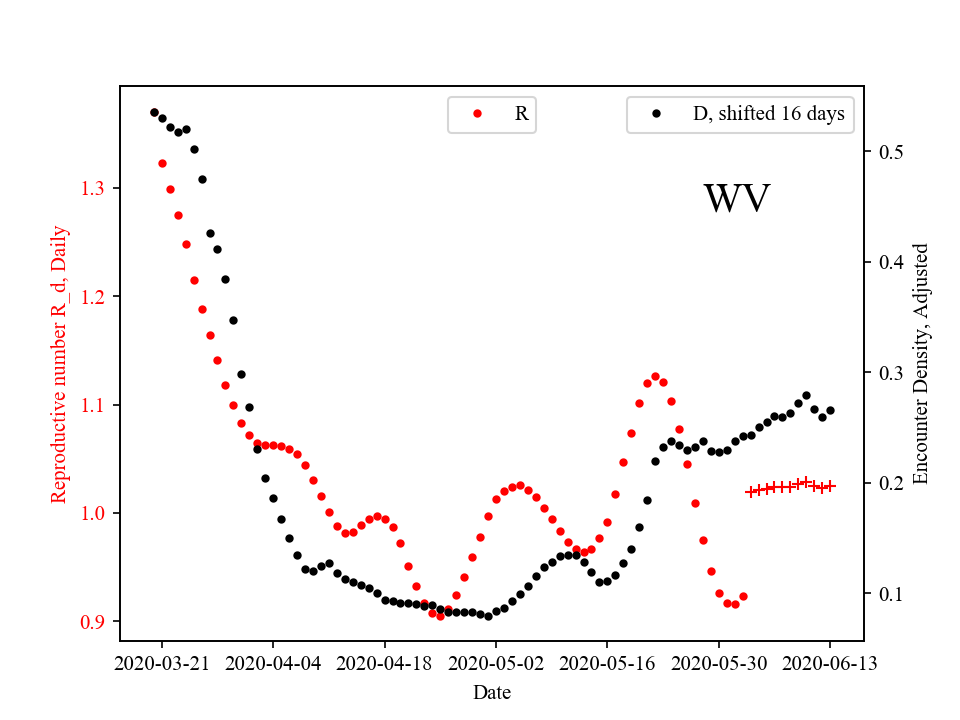 R
D, shifted 16 days
WV
Reproductive number R_d, Daily
1.3
1.2
1.1
1.0
0.9
0.5
0.4
0.3
0.2
0.1
Encounter Density, Adjusted
2020-03-21 2020-04-04 2020-04-18 2020-05-02 2020-05-16 2020-05-30 2020-06-13
Date